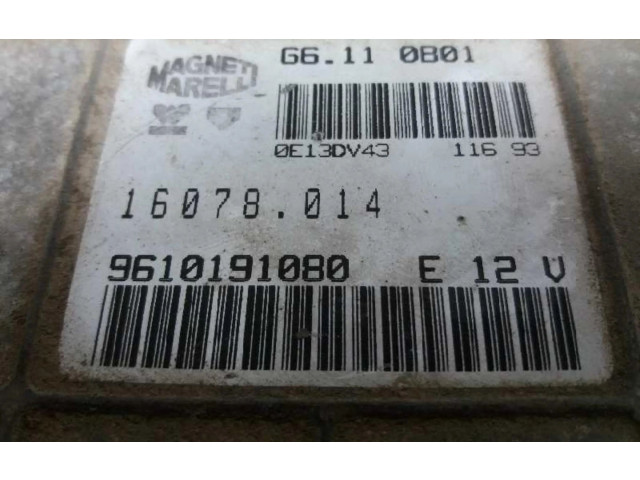 MAGNETI MARELLI
G6.11 0B01
0E13DV43 116 93
16078.014
9610191080 E 12 V